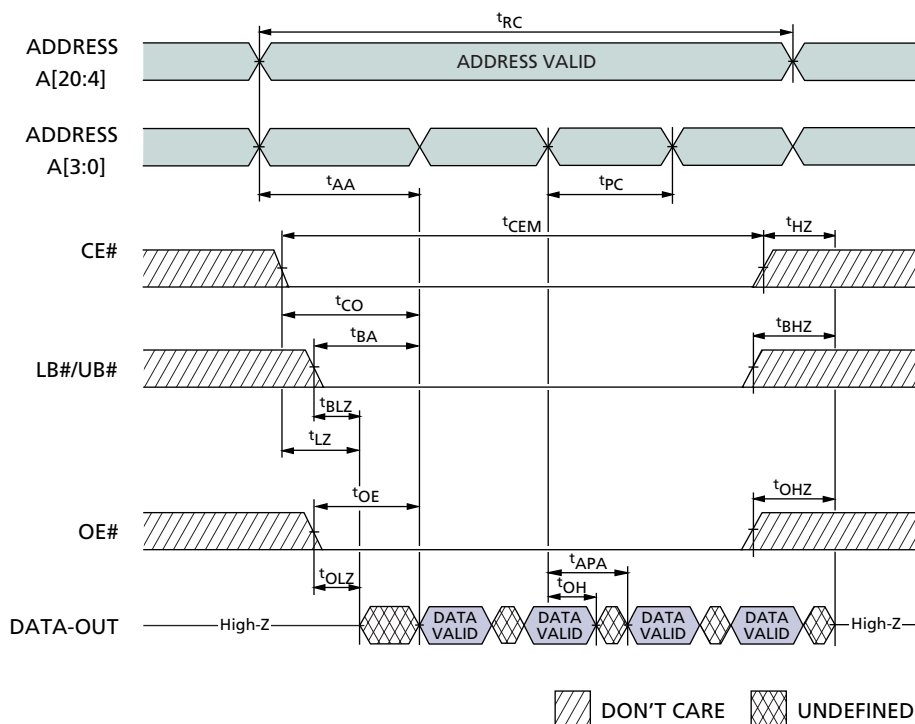 tRC
ADDRESS
A[20:4]
ADDRESS VALID
ADDRESS
A[3:0]
tAA
tPC
tCEM
tHZ
CE#
tCO
tBA
tBHZ
LB#/UB#
tBLZ
tLZ
tOE
tOHZ
OE#
tAPA
tOLZ
tOH
DATA-OUT
High-Z
DATA
VALID
DATA
VALID
DATA
VALID
DATA
VALID
High-Z
DON'T CARE
UNDEFINED